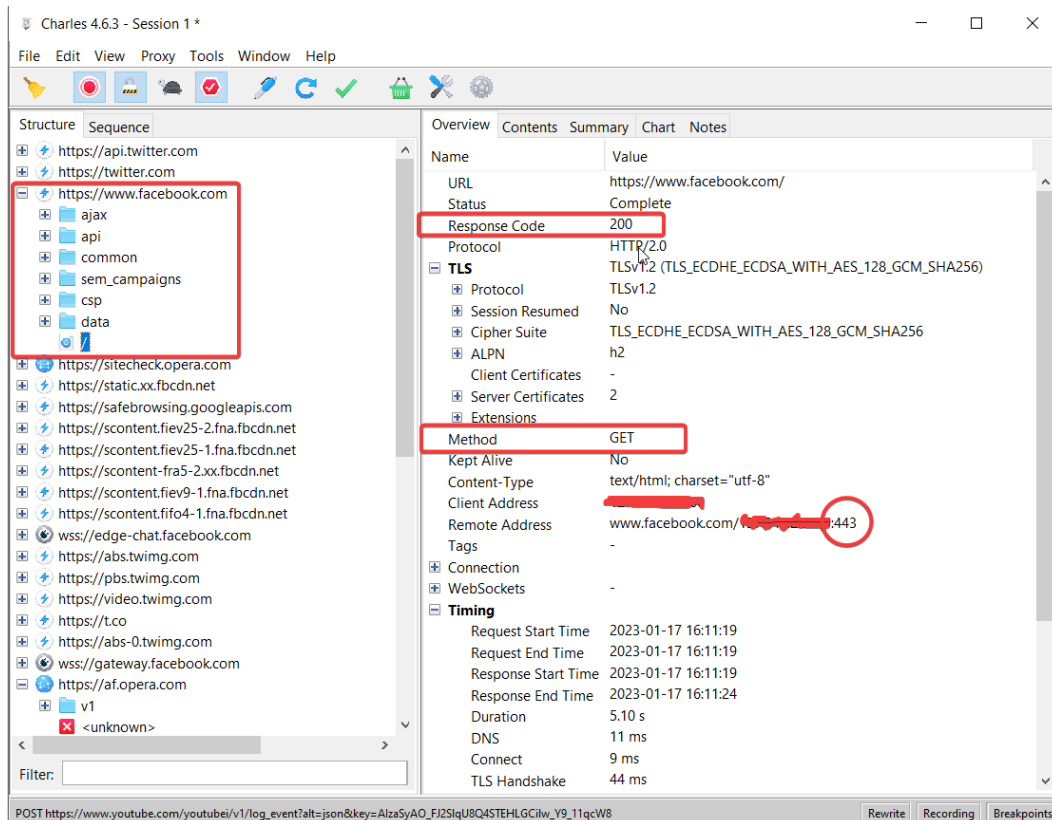 Charles 4.6.3 - Session 1 *
File Edit View Proxy Tools Window Help
Structure Sequence
https://api.twitter.com
https://twitter.com
https://www.facebook.com
ajax
api
common
sem_campaigns
csp
data
/
https://sitecheck.opera.com
https://static.xx.fbcdn.net
https://safebrowsing.googleapis.com
https://scontent.fiev25-2.fna.fbcdn.net
https://scontent.fiev25-1.fna.fbcdn.net
https://scontent-fra5-2.xx.fbcdn.net
https://scontent.fiev9-1.fna.fbcdn.net
https://scontent.fifo4-1.fna.fbcdn.net
wss://edge-chat.facebook.com
https://abs.twimg.com
https://pbs.twimg.com
https://video.twimg.com
https://t.co
https://abs-0.twimg.com
wss://gateway.facebook.com
https://af.opera.com
v1
<unknown>
Filter:
Overview Contents Summary Chart Notes
Name Value
URL https://www.facebook.com/
Status Complete
Response Code 200
Protocol HTTP/2.0
TLS TLSv1.2 (TLS_ECDHE_ECDSA_WITH_AES_128_GCM_SHA256)
Protocol TLSv1.2
Session Resumed No
Cipher Suite TLS_ECDHE_ECDSA_WITH_AES_128_GCM_SHA256
ALPN h2
Client Certificates -
Server Certificates 2
Extensions
Method GET
Kept Alive No
Content-Type text/html; charset="utf-8"
Client Address
Remote Address www.facebook.com/ :443
Tags -
Connection
WebSockets -
Timing
Request Start Time 2023-01-17 16:11:19
Request End Time 2023-01-17 16:11:19
Response Start Time 2023-01-17 16:11:19
Response End Time 2023-01-17 16:11:24
Duration 5.10 s
DNS 11 ms
Connect 9 ms
TLS Handshake 44 ms
POST https://www.youtube.com/youtubei/v1/log_event?alt=json&key=AIzaSyAO_FJ2SlqU8Q4STEHLGCilw_Y9_11qcW8 Rewrite Recording Breakpoints